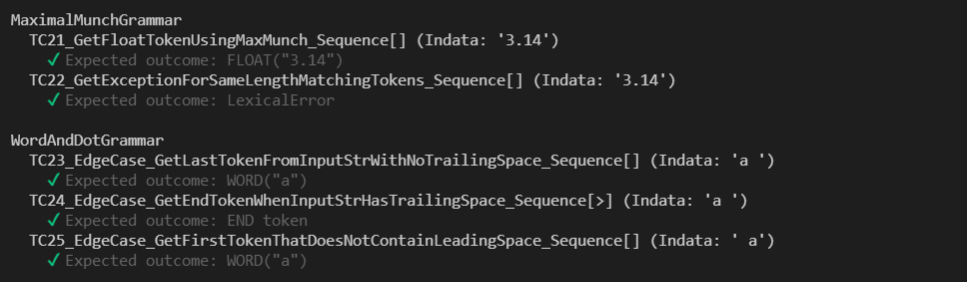 MaximalMunchGrammar
TC21_GetFloatTokenUsingMaxMunch_Sequence[] (Indata: '3.14')
✓ Expected outcome: FLOAT("3.14")
TC22_GetExceptionForSameLengthMatchingTokens_Sequence[] (Indata: '3.14')
✓ Expected outcome: LexicalError
WordAndDotGrammar
TC23_EdgeCase_GetLastTokenFromInputStrWithNoTrailingSpace_Sequence[] (Indata: 'a ')
✓ Expected outcome: WORD("a")
TC24_EdgeCase_GetEndTokenWhenInputStrHasTrailingSpace_Sequence[>] (Indata: 'a ')
✓ Expected outcome: END token
TC25_EdgeCase_GetFirstTokenThatDoesNotContainLeadingSpace_Sequence[] (Indata: ' a')
✓ Expected outcome: WORD("a")